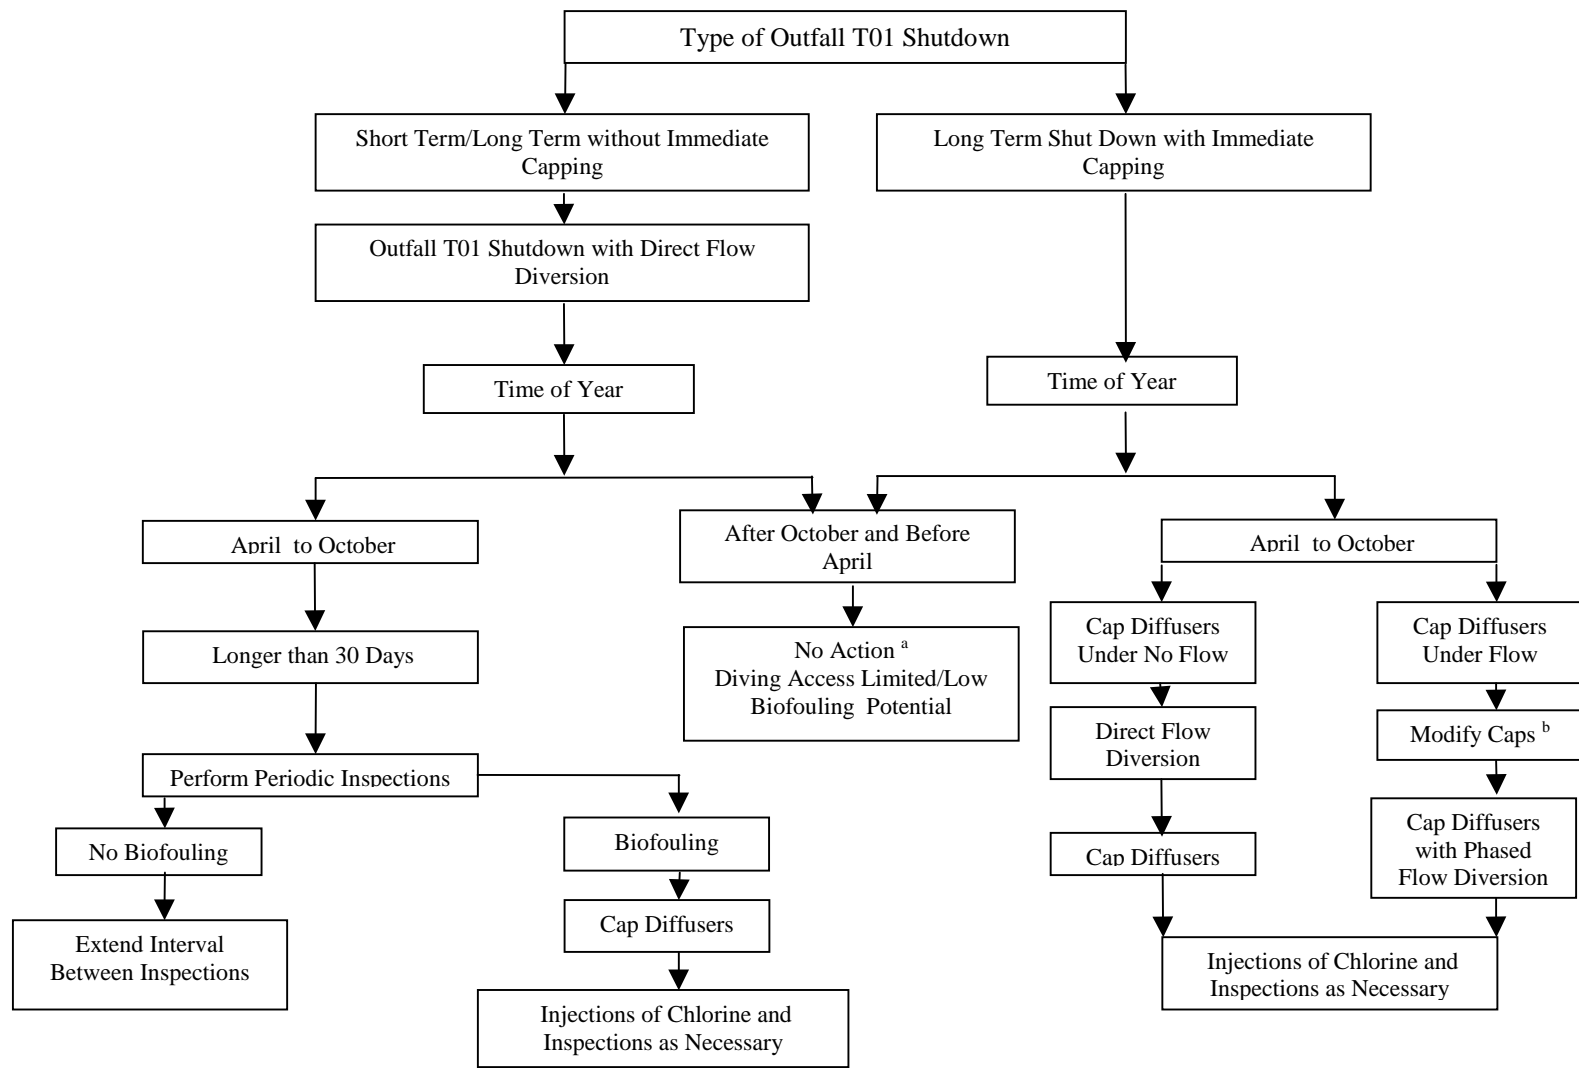 Type of Outfall T01 Shutdown
Short Term/Long Term without Immediate
Capping
Long Term Shut Down with Immediate
Capping
Outfall T01 Shutdown with Direct Flow
Diversion
Time of Year
Time of Year
April to October
After October and Before
April
April to October
Longer than 30 Days
No Action a
Diving Access Limited/Low
Biofouling Potential
Cap Diffusers
Under No Flow
Cap Diffusers
Under Flow
Direct Flow
Diversion
Modify Caps b
Perform Periodic Inspections
No Biofouling
Biofouling
Cap Diffusers
Cap Diffusers
with Phased
Flow Diversion
Extend Interval
Between Inspections
Cap Diffusers
Injections of Chlorine and
Inspections as Necessary
Injections of Chlorine and
Inspections as Necessary